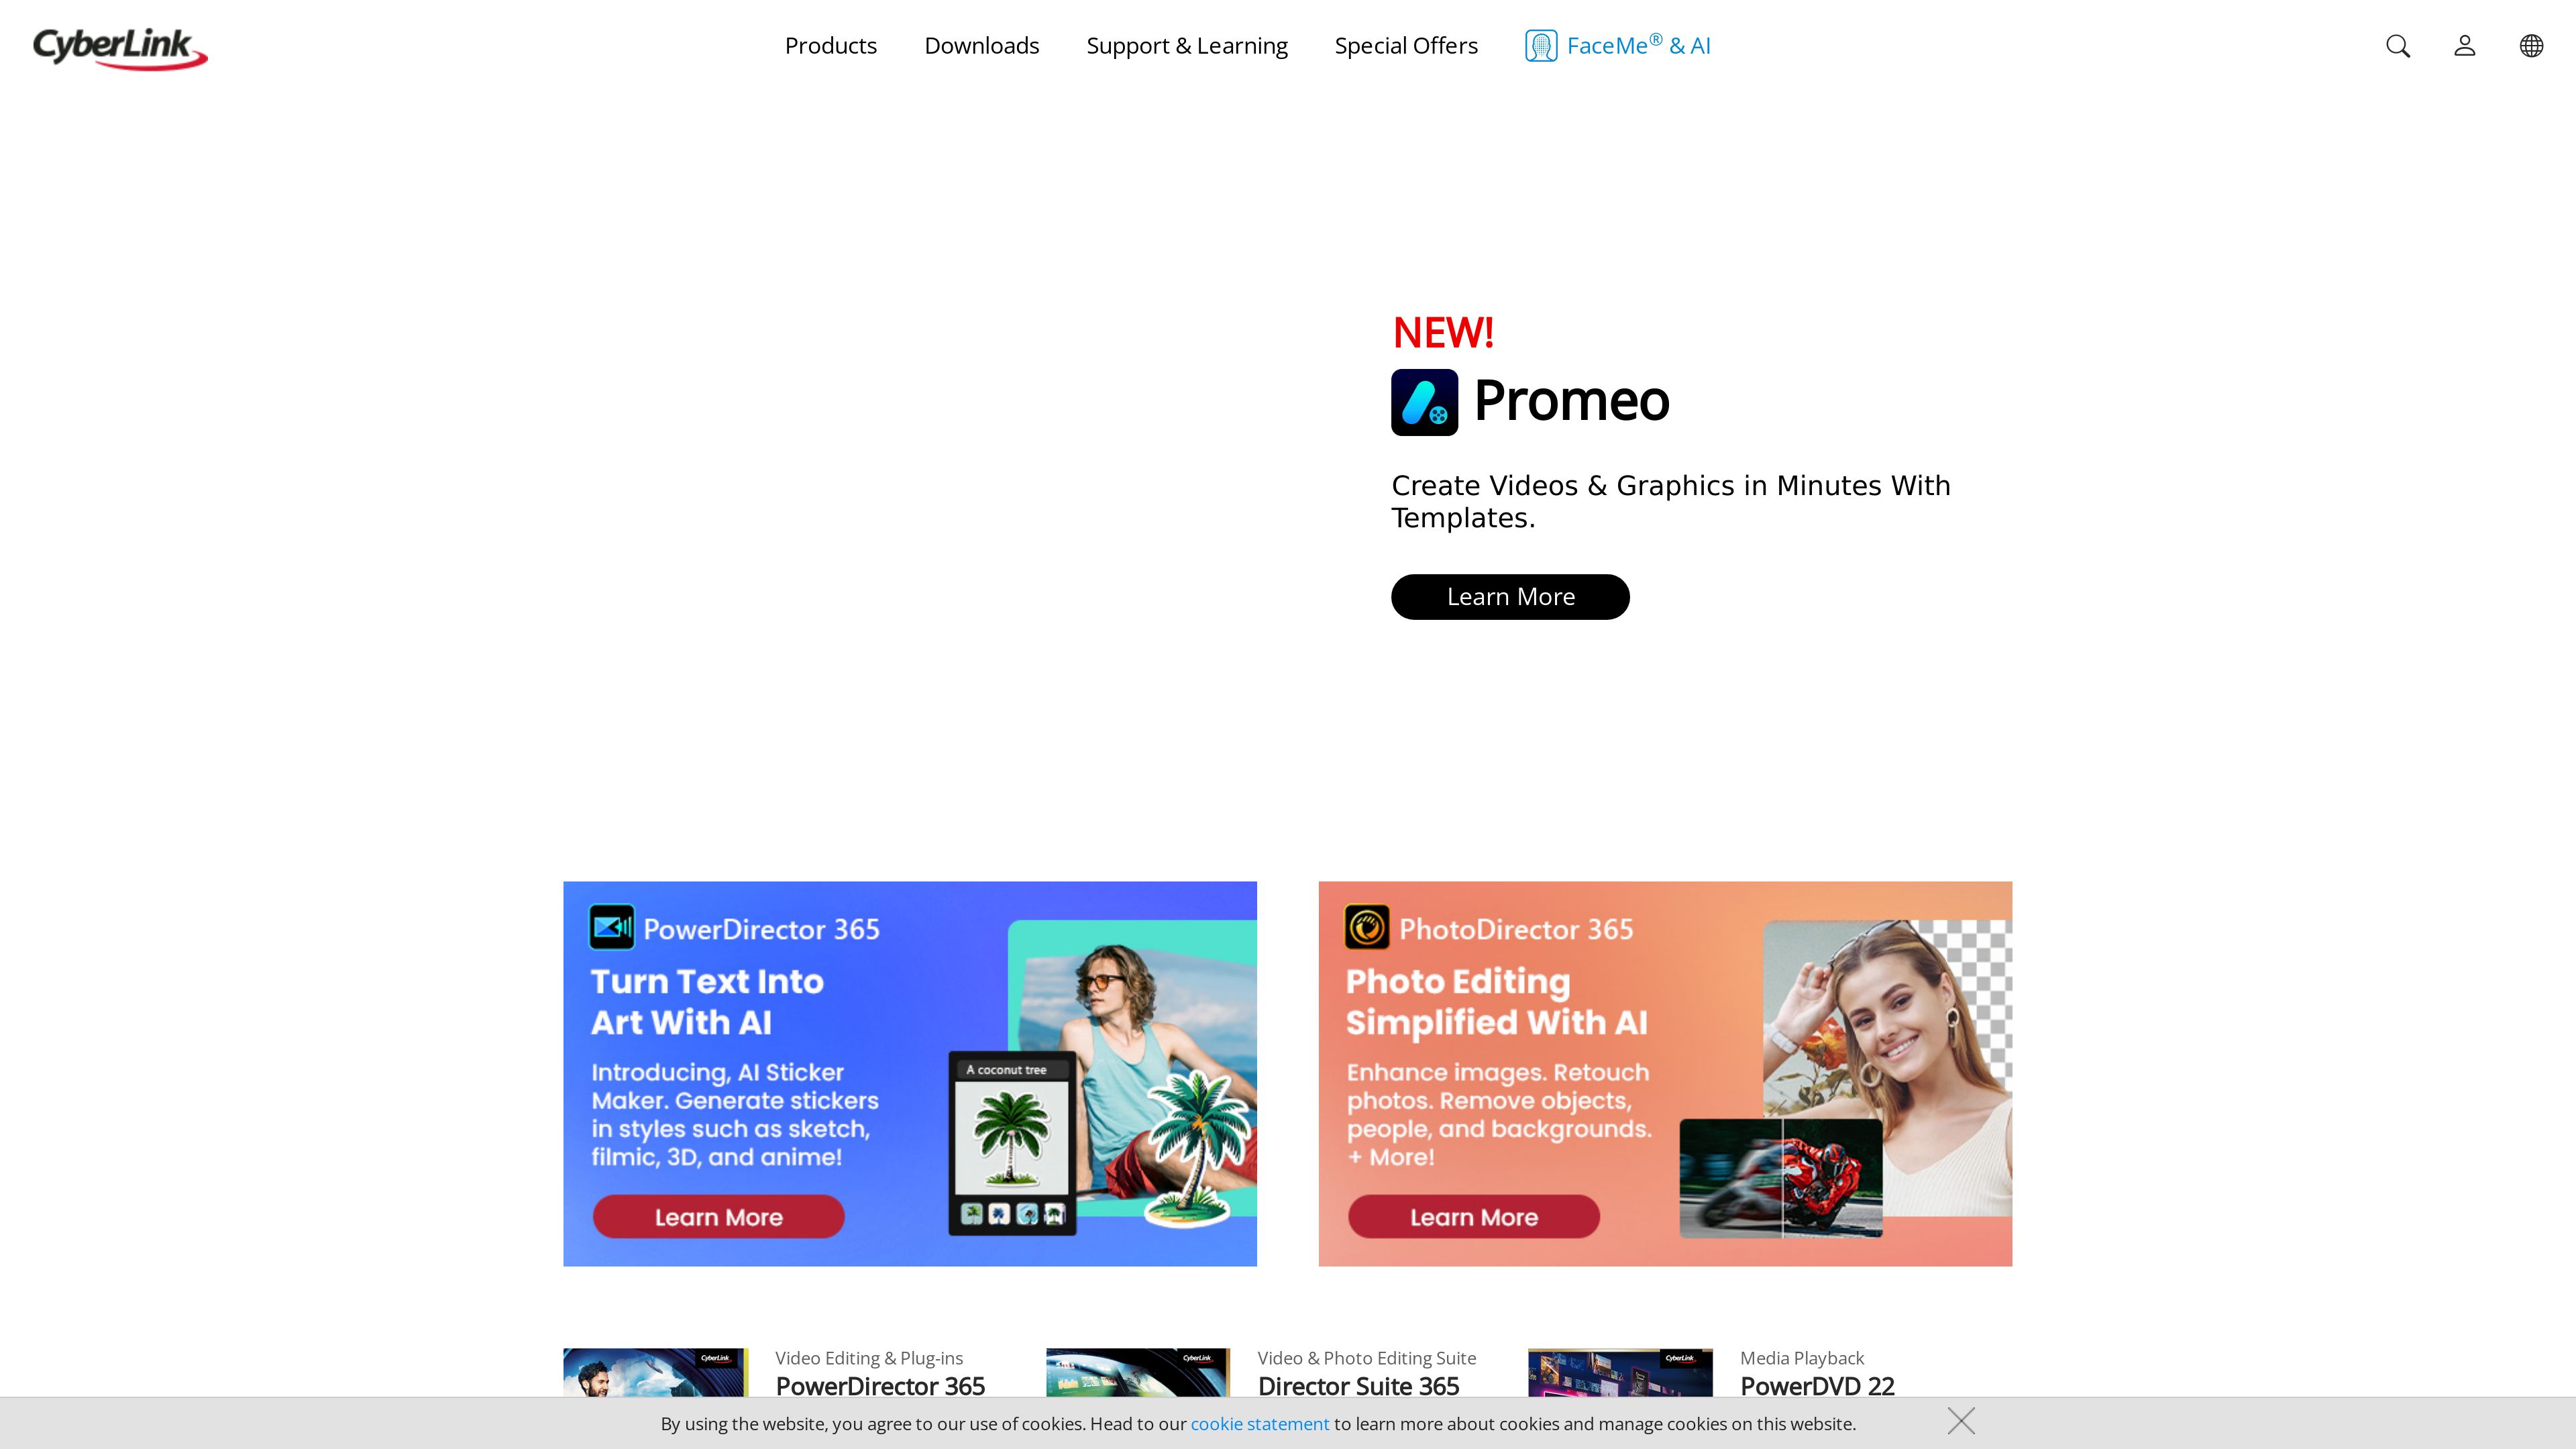 CyberLink
Products
Downloads
Support & Learning
Special Offers
FaceMe® & AI
NEW!
Promeo
Create Videos & Graphics in Minutes With
Templates.
Learn More
PowerDirector 365
Turn Text Into
Art With AI
Introducing, AI Sticker
Maker. Generate stickers
in styles such as sketch,
filmic, 3D, and anime!
Learn More
A coconut tree
PhotoDirector 365
Photo Editing
Simplified With AI
Enhance images. Retouch
photos. Remove objects,
people, and backgrounds.
+ More!
Learn More
CyberLink
Video Editing & Plug-ins
PowerDirector 365
CyberLink
Video & Photo Editing Suite
Director Suite 365
CyberLink
Media Playback
PowerDVD 22
By using the website, you agree to our use of cookies. Head to our cookie statement to learn more about cookies and manage cookies on this website.